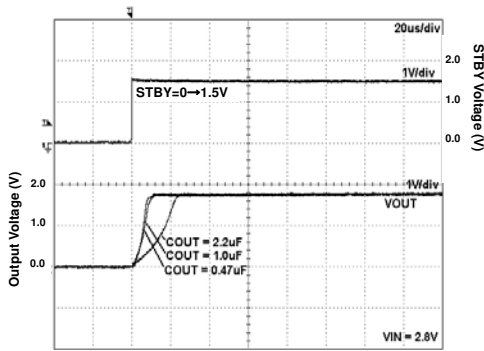 20us/div
2.0
1V/div
STBY=0→1.5V
1.0
0.0
STBY Voltage (V)
1V/div
2.0
VOUT
1.0
0.0
Output Voltage (V)
COUT = 2.2uF
COUT = 1.0uF
COUT = 0.47uF
VIN = 2.8V